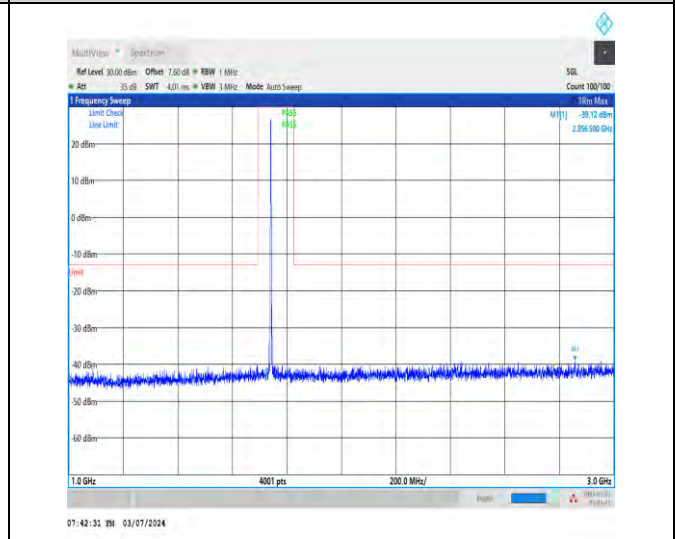 MultiView Spectrum
Ref Level 30.00 dBm Offset 7.60 dB RBW 1 MHz SGL
Att 35 dB SWT 4.01 ms VBW 3 MHz Mode Auto Sweep Count 100/100
1 Frequency Sweep 1Rm Max
Limit Check PASS M1[1] -39.12 dBm
Line Limit PASS 2.856 500 GHz
20 dBm
10 dBm
0 dBm
-10 dBm
Limit
-20 dBm
-30 dBm
M1
-40 dBm
-50 dBm
-60 dBm
1.0 GHz 4001 pts 200.0 MHz/ 3.0 GHz
07:42:31 PM 03/07/2024